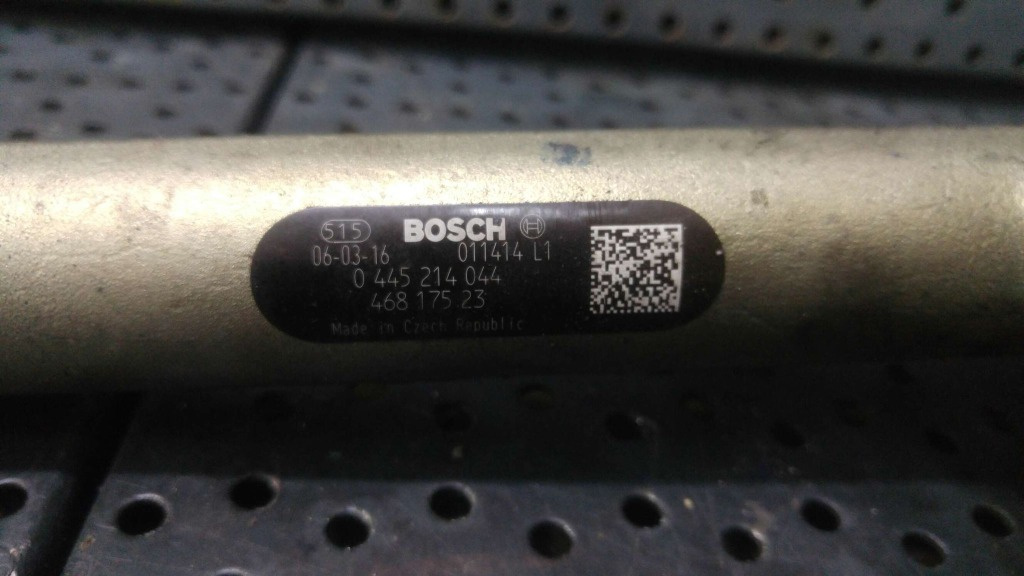 515 BOSCH
06-03-16 011414 L1
0 445 214 044
468 175 23
Made in Czech Republic